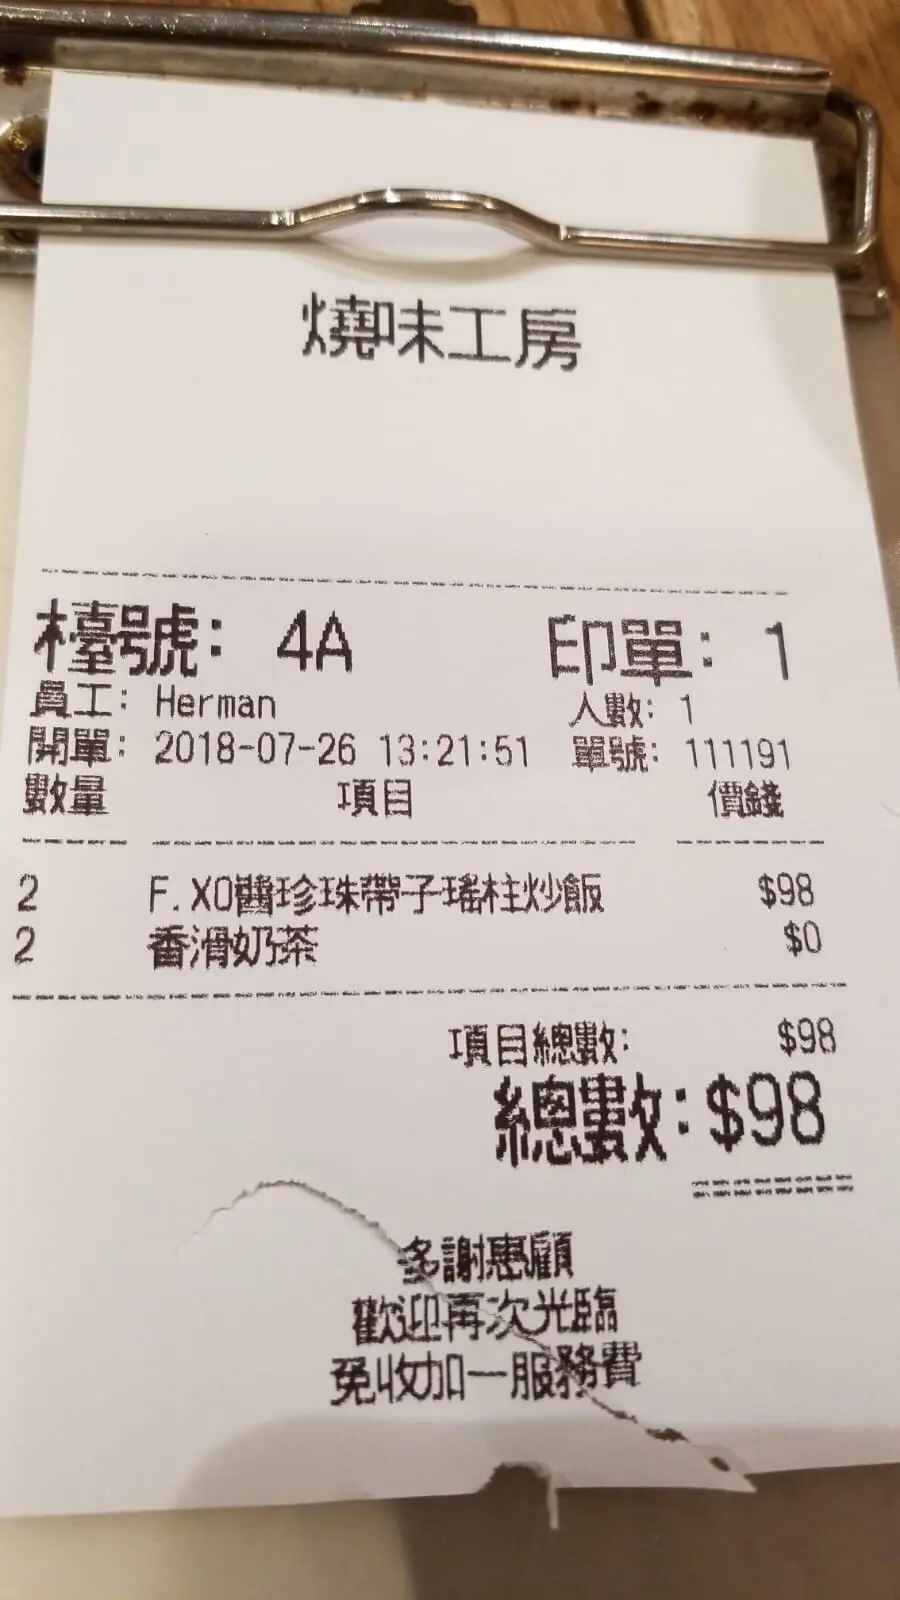 燒味工房
檯號: 4A 印單: 1
員工: Herman 人數: 1
開單: 2018-07-26 13:21:51 單號: 111191
數量 項目 價錢
2 F.XO醬珍珠帶子瑤柱炒飯 $98
2 香滑奶茶 $0
項目總數: $98
總數: $98
多謝惠顧
歡迎再次光臨
免收加一服務費